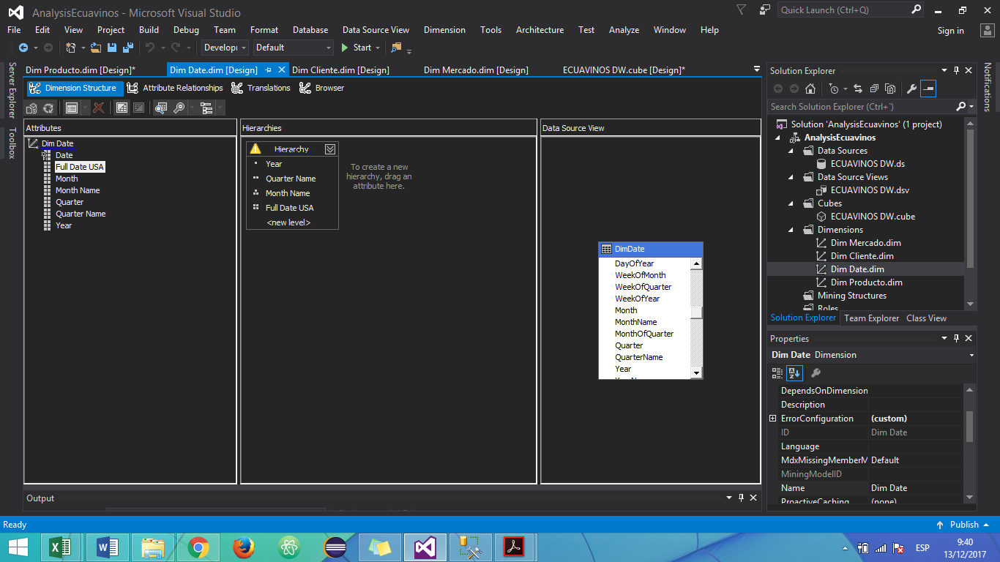 AnalysisEcuavinos - Microsoft Visual Studio
Quick Launch (Ctrl+Q)
File Edit View Project Build Debug Team Format Database Data Source View Dimension Tools Architecture Test Analyze Window Help
Sign in
Default Start
Dim Producto.dim [Design]* Dim Date.dim [Design] Dim Cliente.dim [Design] Dim Mercado.dim [Design] ECUAVINOS DW.cube [Design]*
Dimension Structure Attribute Relationships Translations Browser
Server Explorer
Toolbox
Attributes
Dim Date
Date
Full Date USA
Month
Month Name
Quarter
Quarter Name
Year
Hierarchies
Hierarchy
Year
Quarter Name
Month Name
Full Date USA
<new level>
To create a new
hierarchy, drag an
attribute here.
Data Source View
DimDate
DayOfYear
WeekOfMonth
WeekOfQuarter
WeekOfYear
Month
MonthName
MonthOfQuarter
Quarter
QuarterName
Year
Solution Explorer
Search Solution Explorer (Ctrl+`)
Solution 'AnalysisEcuavinos' (1 project)
AnalysisEcuavinos
Data Sources
ECUAVINOS DW.ds
Data Source Views
ECUAVINOS DW.dsv
Cubes
ECUAVINOS DW.cube
Dimensions
Dim Mercado.dim
Dim Cliente.dim
Dim Date.dim
Dim Producto.dim
Mining Structures
Roles
Solution Explorer Team Explorer Class View
Notifications
Properties
Dim Date Dimension
DependsOnDimension
Description
ErrorConfiguration (custom)
ID Dim Date
Language
MdxMissingMemberM Default
MiningModelID
Name Dim Date
ProactiveCaching (none)
Output
Ready
Publish
ESP
9:40
13/12/2017